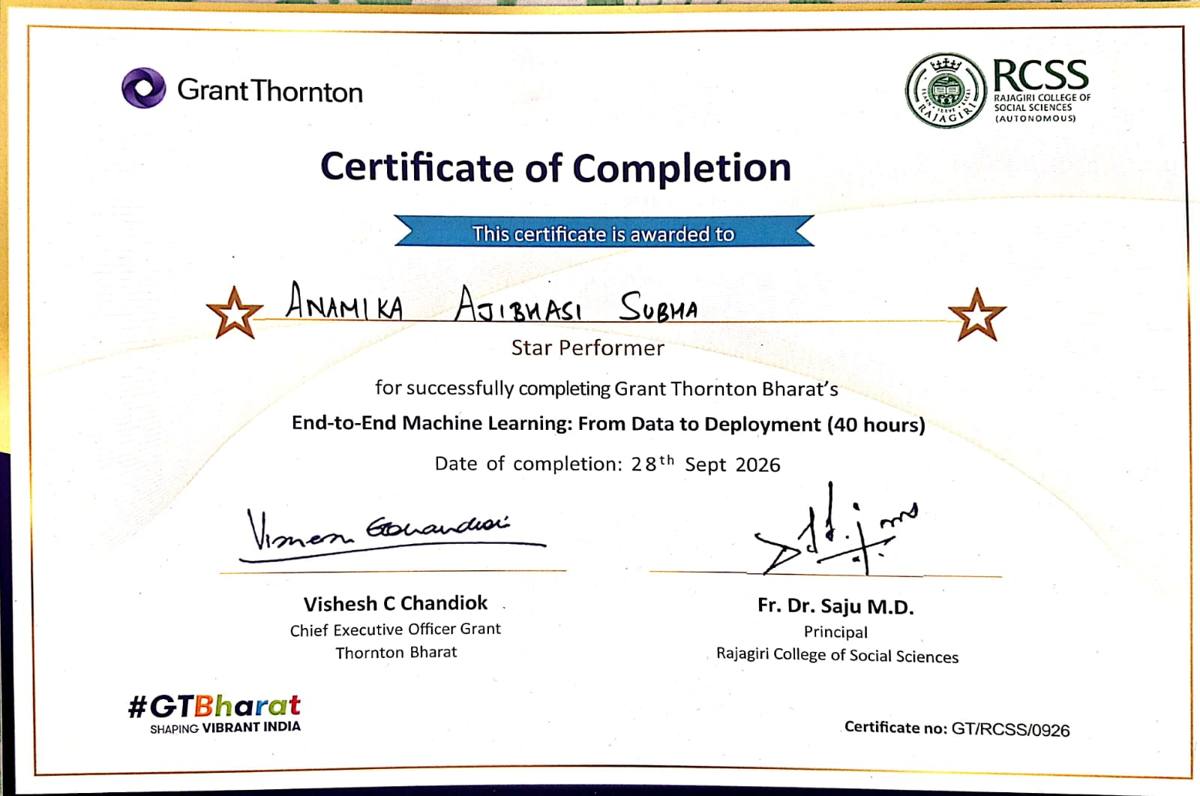 Grant Thornton
RCSS
RAJAGIRI COLLEGE OF
SOCIAL SCIENCES
(AUTONOMOUS)
RAJAGIRI
Certificate of Completion
This certificate is awarded to
ANAMIKA AJIBHASI SUBHA
Star Performer
for successfully completing Grant Thornton Bharat's
End-to-End Machine Learning: From Data to Deployment (40 hours)
Date of completion: 28th Sept 2026
Vishesh C Chandiok
Chief Executive Officer Grant
Thornton Bharat
Fr. Dr. Saju M.D.
Principal
Rajagiri College of Social Sciences
#GTBharat
SHAPING VIBRANT INDIA
Certificate no: GT/RCSS/0926